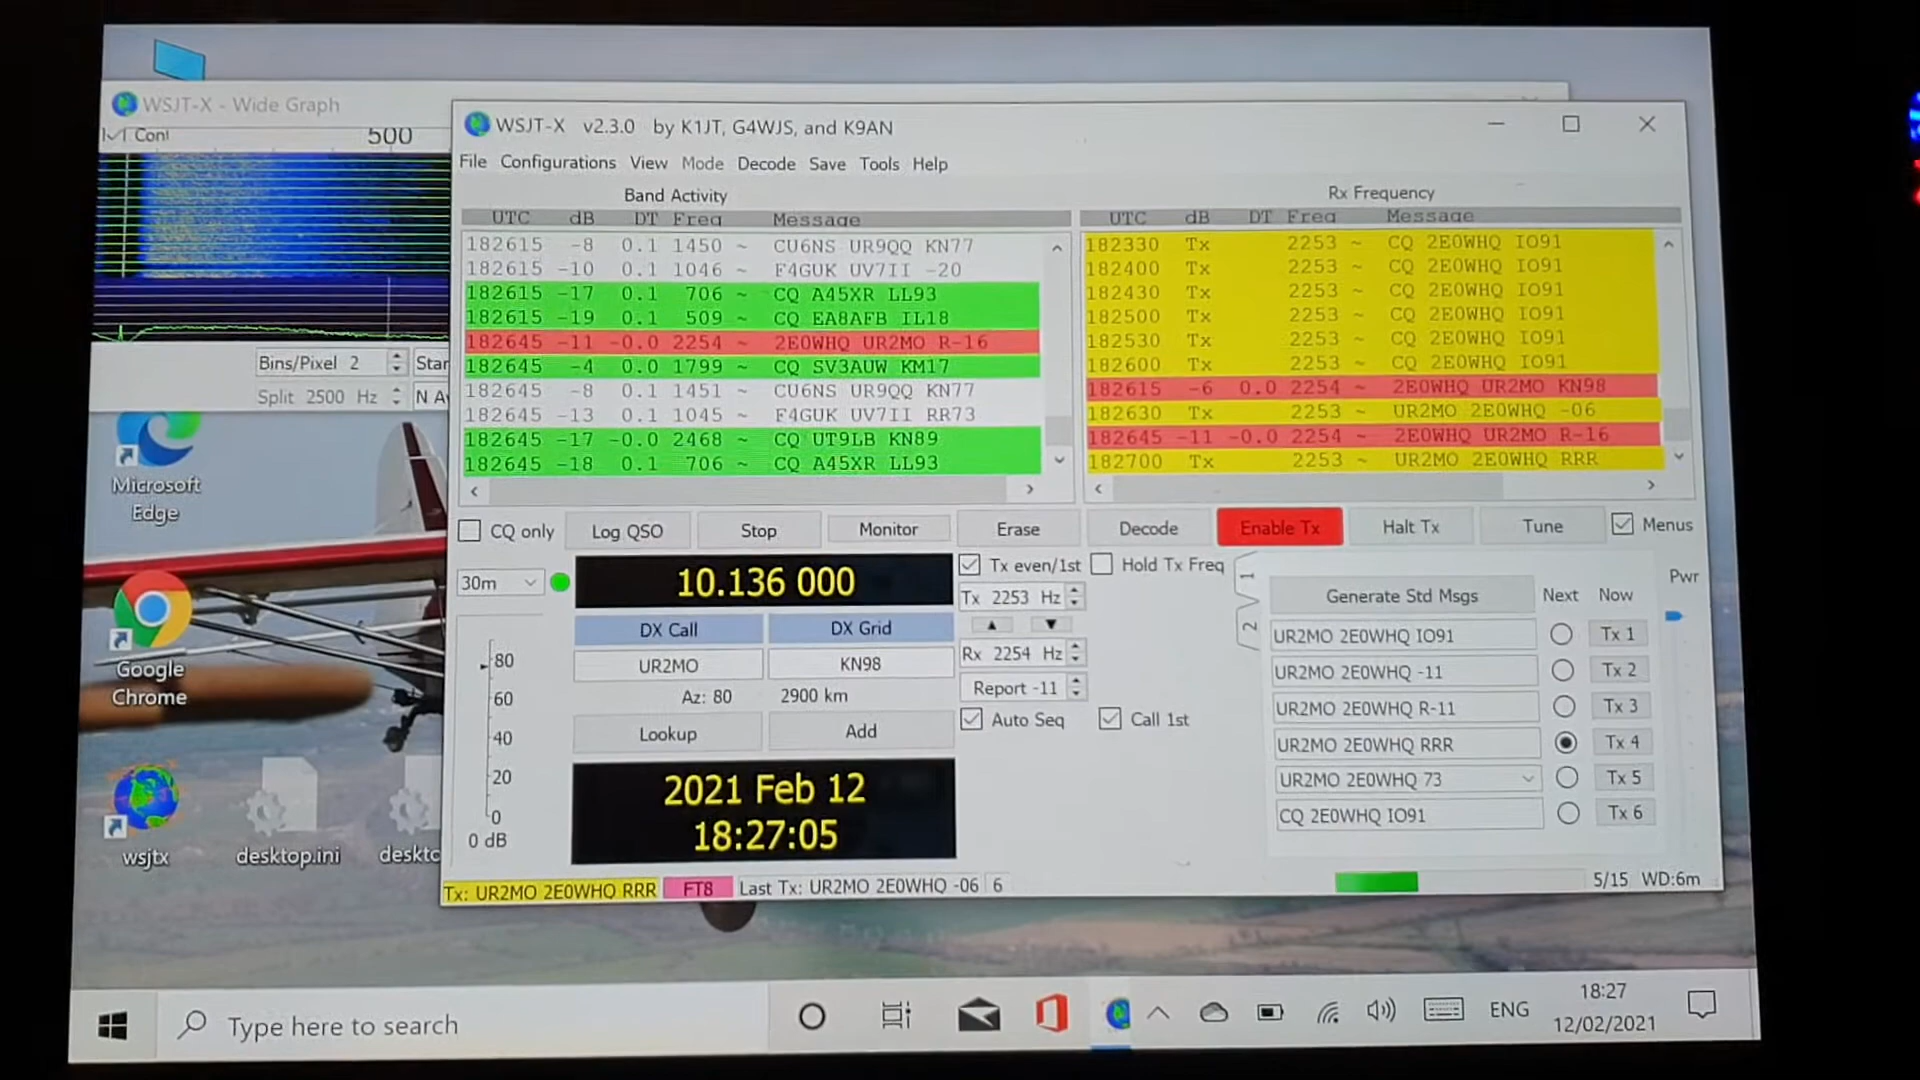 WSJT-X - Wide Graph
500
Bins/Pixel 2
Split 2500 Hz
WSJT-X v2.3.0 by K1JT, G4WJS, and K9AN
File Configurations View Mode Decode Save Tools Help
Band Activity
UTC dB DT Freq Message
182615 -8 0.1 1450 ~ CU6NS UR9QQ KN77
182615 -10 0.1 1046 ~ F4GUK UV7II -20
182615 -17 0.1 706 ~ CQ A45XR LL93
182615 -19 0.1 509 ~ CQ EA8AFB IL18
182645 -11 -0.0 2254 ~ 2E0WHQ UR2MO R-16
182645 -4 0.0 1799 ~ CQ SV3AUW KM17
182645 -8 0.1 1451 ~ CU6NS UR9QQ KN77
182645 -13 0.1 1045 ~ F4GUK UV7II RR73
182645 -17 -0.0 2468 ~ CQ UT9LB KN89
182645 -18 0.1 706 ~ CQ A45XR LL93
Rx Frequency
UTC dB DT Freq Message
182330 Tx 2253 ~ CQ 2E0WHQ IO91
182400 Tx 2253 ~ CQ 2E0WHQ IO91
182430 Tx 2253 ~ CQ 2E0WHQ IO91
182500 Tx 2253 ~ CQ 2E0WHQ IO91
182530 Tx 2253 ~ CQ 2E0WHQ IO91
182600 Tx 2253 ~ CQ 2E0WHQ IO91
182615 -6 0.0 2254 ~ 2E0WHQ UR2MO KN98
182630 Tx 2253 ~ UR2MO 2E0WHQ -06
182645 -11 -0.0 2254 ~ 2E0WHQ UR2MO R-16
182700 Tx 2253 ~ UR2MO 2E0WHQ RRR
CQ only Log QSO Stop Monitor Erase Decode Enable Tx Halt Tx Tune Menus
30m
10.136 000
Tx even/1st Hold Tx Freq
Tx 2253 Hz
DX Call DX Grid
UR2MO KN98
Rx 2254 Hz
Az: 80 2900 km
Report -11
Lookup Add
Auto Seq Call 1st
80
60
40
20
0
0 dB
2021 Feb 12
18:27:05
1
2
Generate Std Msgs Next Now
Pwr
UR2MO 2E0WHQ IO91 Tx 1
UR2MO 2E0WHQ -11 Tx 2
UR2MO 2E0WHQ R-11 Tx 3
UR2MO 2E0WHQ RRR Tx 4
UR2MO 2E0WHQ 73 Tx 5
CQ 2E0WHQ IO91 Tx 6
Tx: UR2MO 2E0WHQ RRR FT8 Last Tx: UR2MO 2E0WHQ -06 6
5/15 WD:6m
Microsoft
Edge
Google
Chrome
wsjtx
desktop.ini
Type here to search
ENG
18:27
12/02/2021